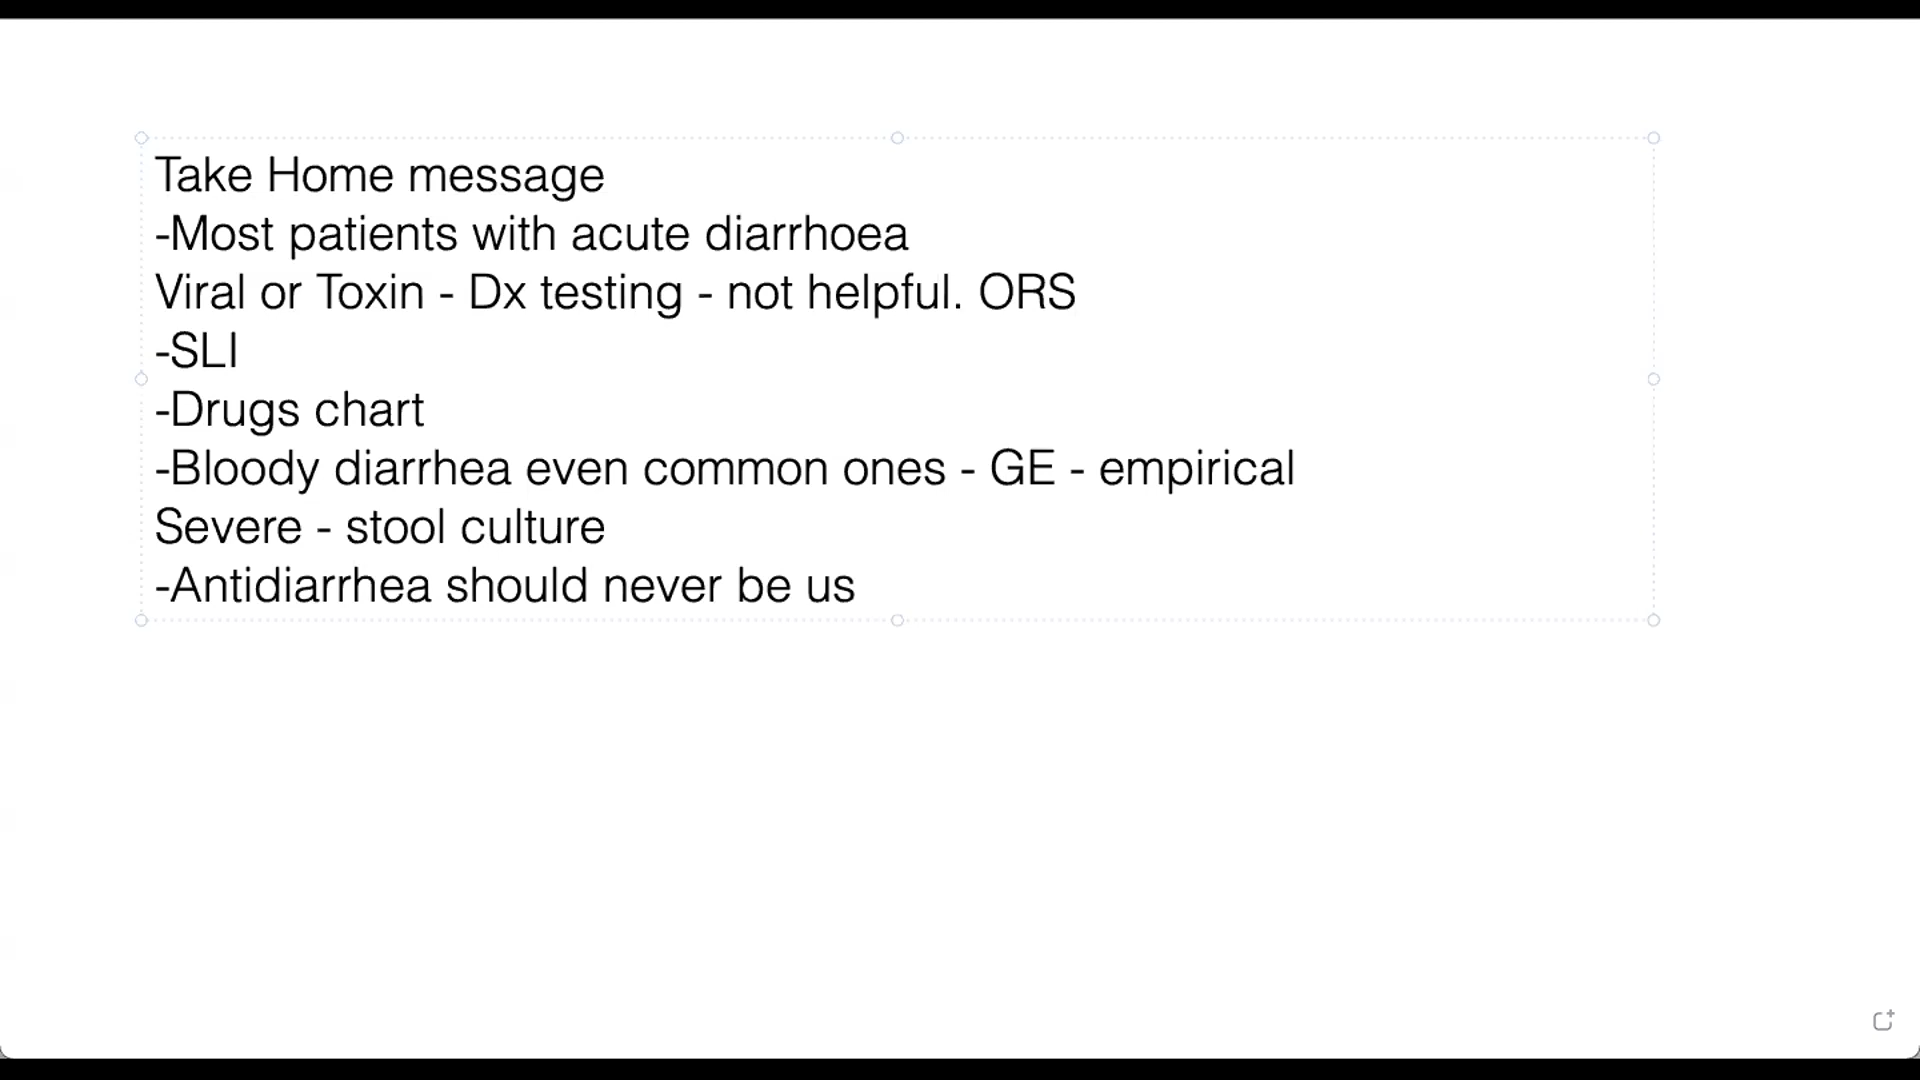 Take Home message
-Most patients with acute diarrhoea
Viral or Toxin - Dx testing - not helpful. ORS
-SLI
-Drugs chart
-Bloody diarrhea even common ones - GE - empirical
Severe - stool culture
-Antidiarrhea should never be us